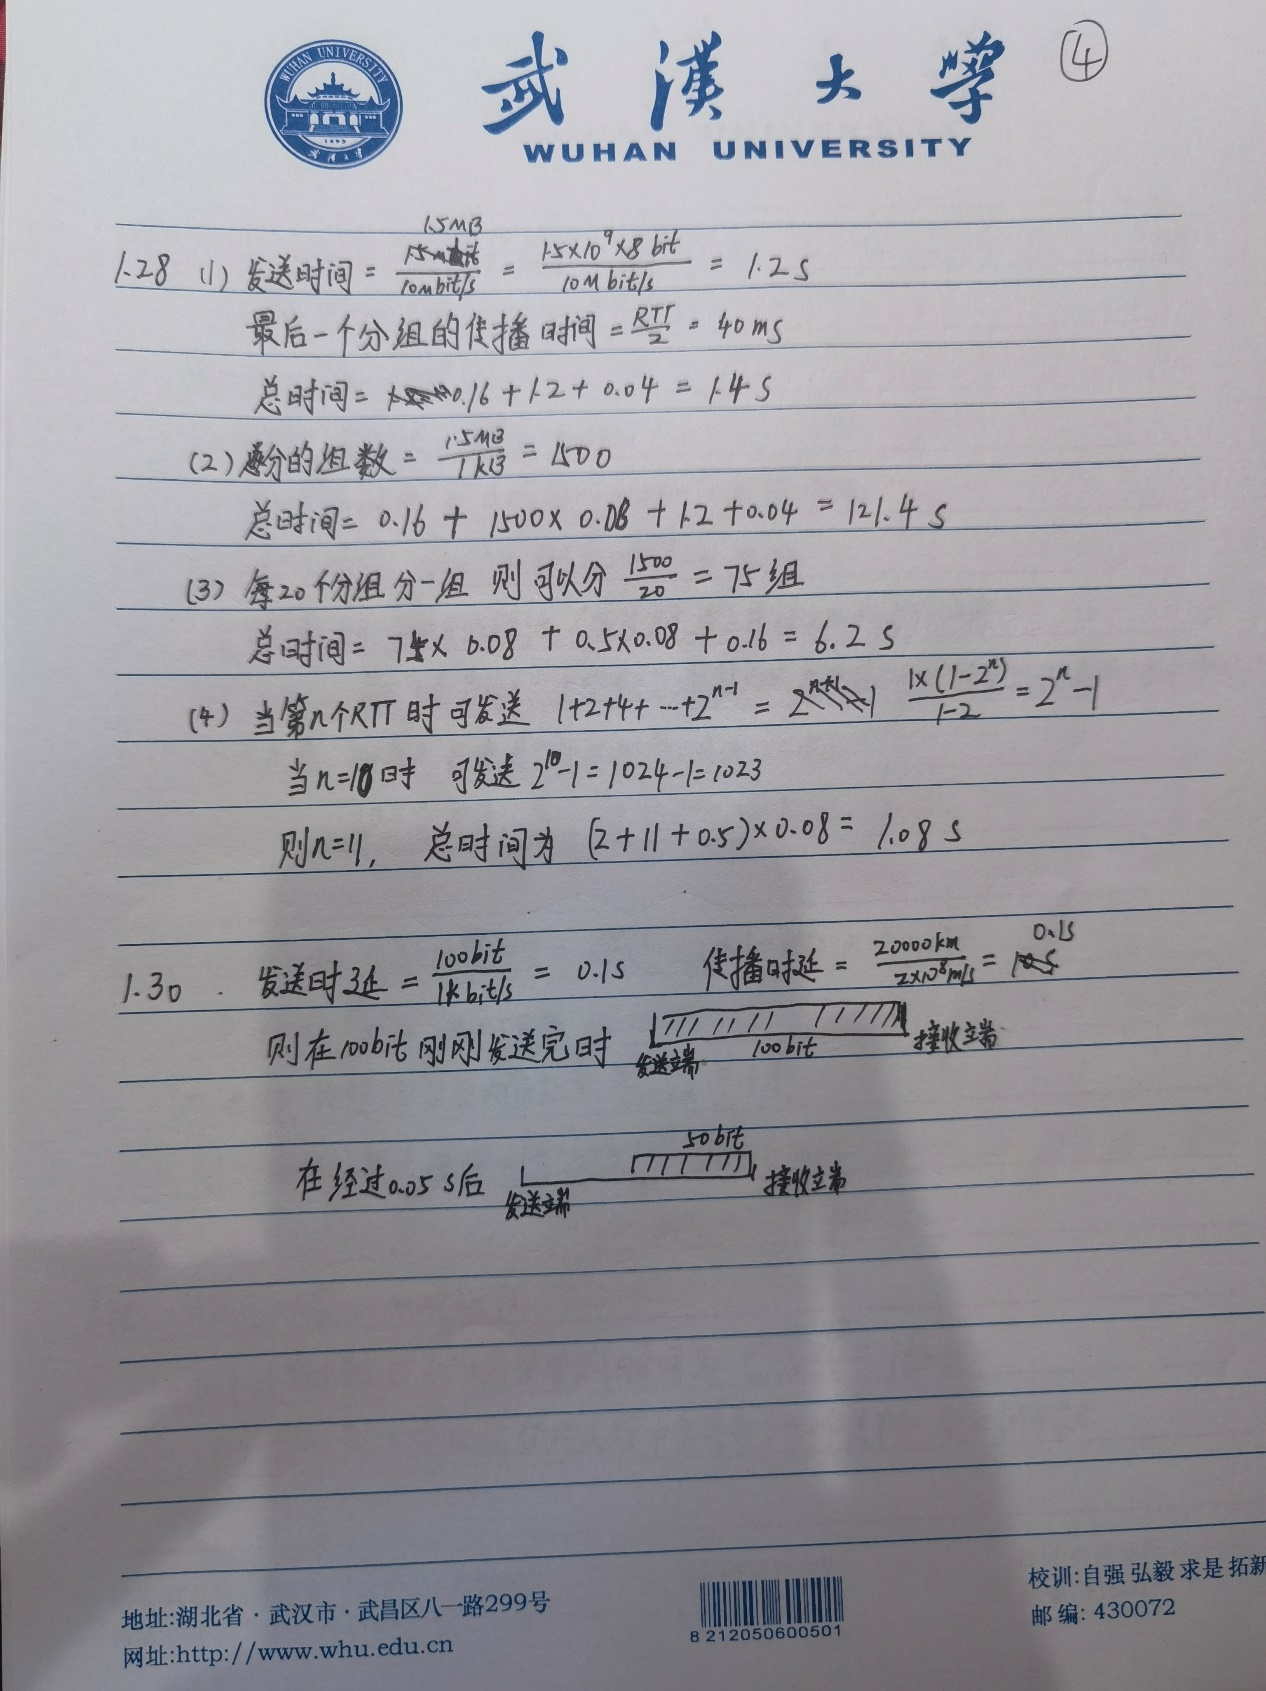 WUHAN UNIVERSITY
1893
武汉大学
武漢大學
WUHAN UNIVERSITY
④
1.28 (1) 发送时间 = 1.5MB / 10Mbit/s = 1.5×10⁹×8 bit / 10Mbit/s = 1.2s
最后一个分组的传播时间 = RTT/2 = 40ms
总时间 = 0.16 + 1.2 + 0.04 = 1.4s
(2) 分的组数 = 1.5MB / 1KB = 1500
总时间 = 0.16 + 1500× 0.08 + 1.2 + 0.04 = 121.4 s
(3) 每20个分组分一组 则可以分 1500/20 = 75组
总时间 = 75× 0.08 + 0.5×0.08 + 0.16 = 6.2 s
(4) 当第n个RTT时可发送 1+2+4+…+2ⁿ⁻¹ = 1×(1-2ⁿ) / 1-2 = 2ⁿ-1
当n=10时 可发送 2¹⁰-1=1024-1=1023
则n=11, 总时间为 (2+11+0.5)×0.08 = 1.08 s
1.30 . 发送时延 = 100bit / 1kbit/s = 0.1s 传播时延 = 20000km / 2×10⁸m/s = 0.1s
则在100bit刚刚发送完时 发送端 100bit 接收端
在经过0.05 s后 发送端 50bit 接收端
地址:湖北省·武汉市·武昌区八一路299号
网址:http://www.whu.edu.cn
8 212050600501
校训:自强 弘毅 求是 拓新
邮编: 430072